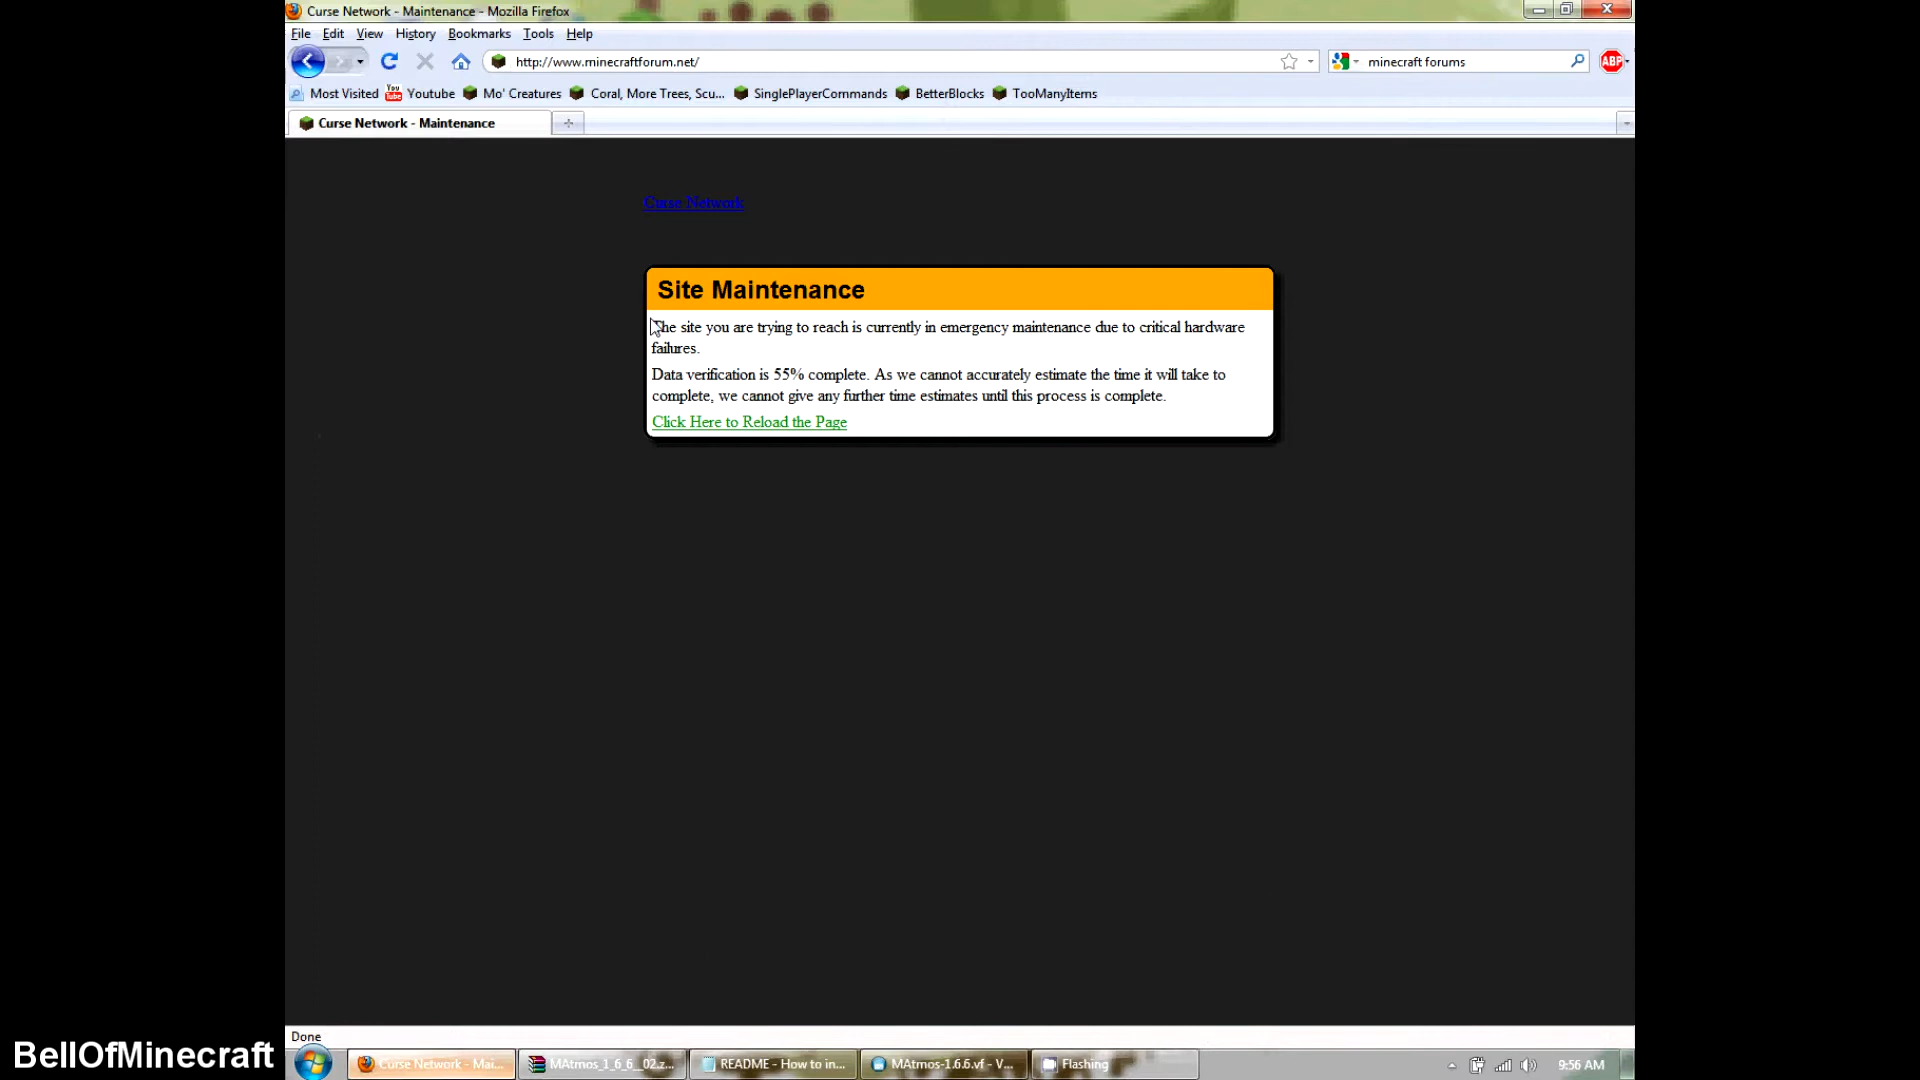 Curse Network - Maintenance - Mozilla Firefox
File Edit View History Bookmarks Tools Help
http://www.minecraftforum.net/
minecraft forums
ABP
Most Visited
You Tube
Youtube
Mo' Creatures
Coral, More Trees, Scu...
SinglePlayerCommands
BetterBlocks
TooManyItems
Curse Network - Maintenance
Curse Network
Site Maintenance
The site you are trying to reach is currently in emergency maintenance due to critical hardware
failures.
Data verification is 55% complete. As we cannot accurately estimate the time it will take to
complete, we cannot give any further time estimates until this process is complete.
Click Here to Reload the Page
Done
BellOfMinecraft
Curse Network - Mai...
MAtmos_1_6_6__02.z...
README - How to in...
MAtmos-1.6.6.vf - V...
Flashing
9:56 AM